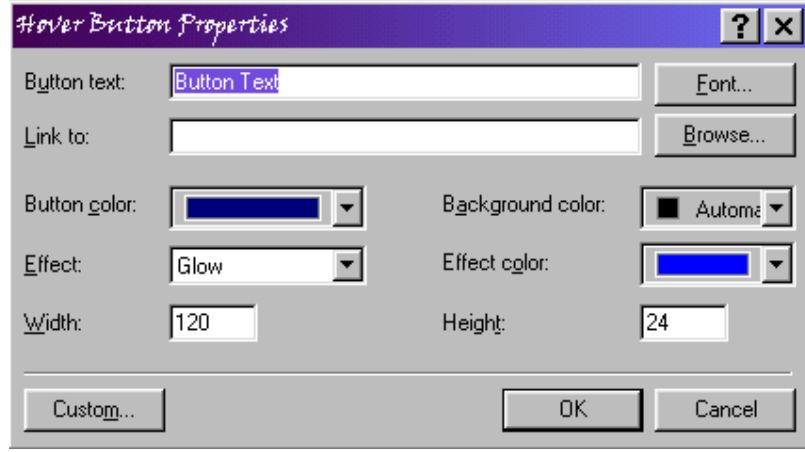 Hover Button Properties
Button text: Button Text Font...
Link to: Browse...
Button color: Background color: Automa
Effect: Glow Effect color:
Width: 120 Height: 24
Custom... OK Cancel